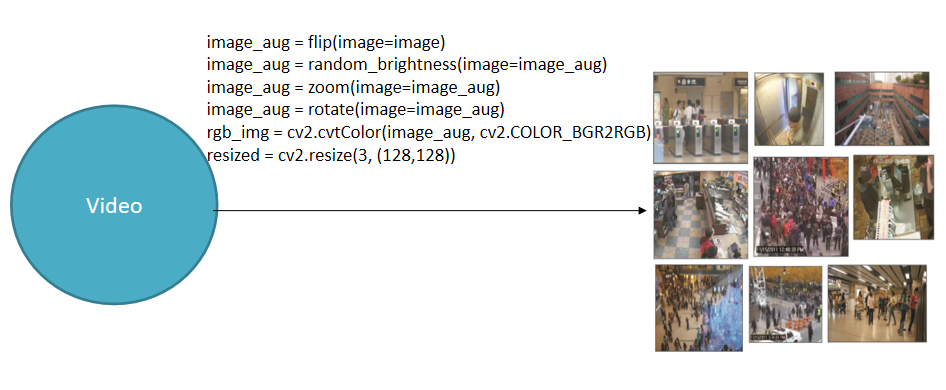 image_aug = flip(image=image)
image_aug = random_brightness(image=image_aug)
image_aug = zoom(image=image_aug)
image_aug = rotate(image=image_aug)
rgb_img = cv2.cvtColor(image_aug, cv2.COLOR_BGR2RGB)
resized = cv2.resize(3, (128,128))
Video